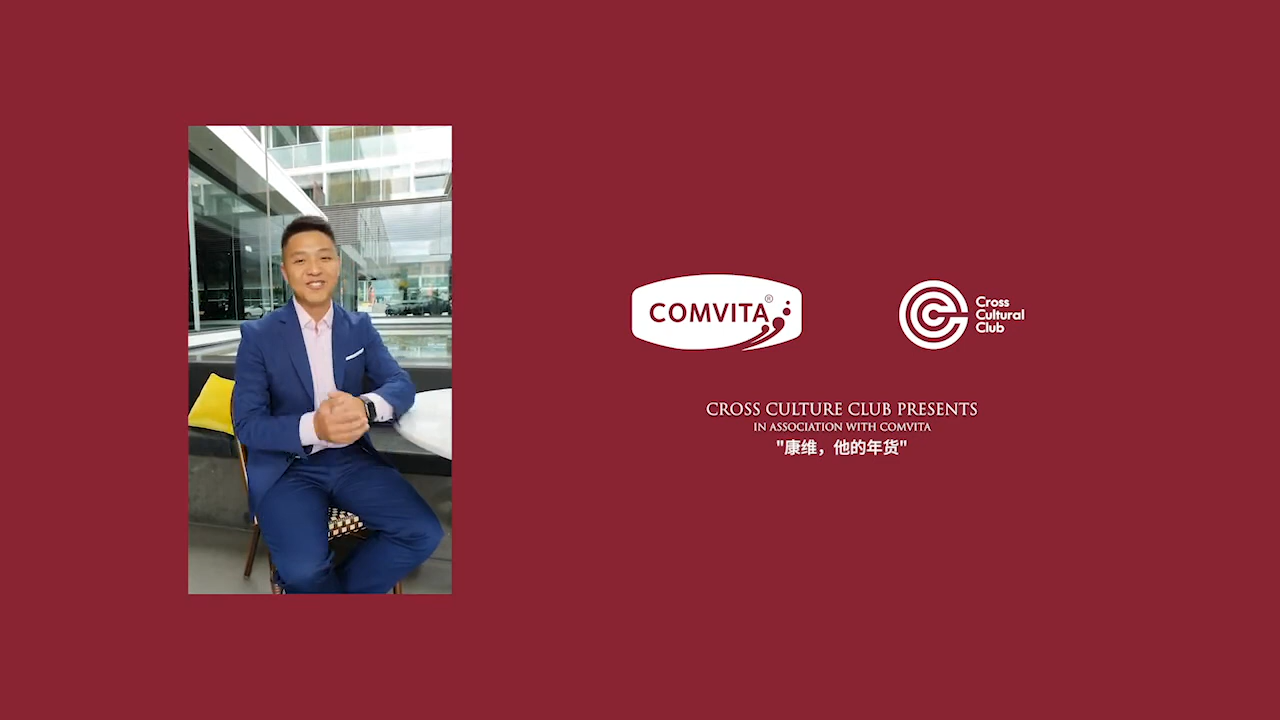 COMVITA®
Cross
Cultural
Club
CROSS CULTURE CLUB PRESENTS
IN ASSOCIATION WITH COMVITA
"康维，他的年货"